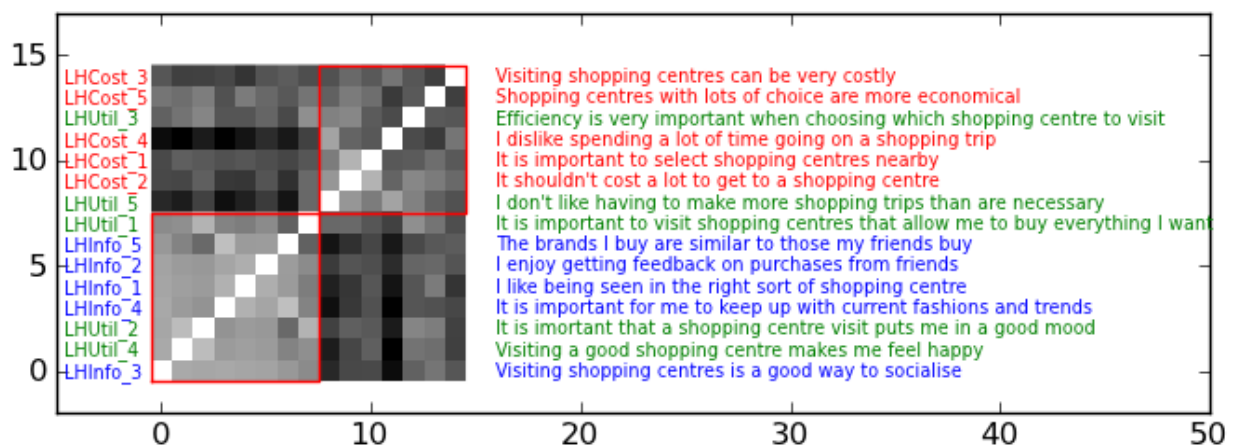 15
LHCost_3 Visiting shopping centres can be very costly
LHCost_5 Shopping centres with lots of choice are more economical
LHUtil_3 Efficiency is very important when choosing which shopping centre to visit
LHCost_4 I dislike spending a lot of time going on a shopping trip
10
LHCost_1 It is important to select shopping centres nearby
LHCost_2 It shouldn't cost a lot to get to a shopping centre
LHUtil_5 I don't like having to make more shopping trips than are necessary
LHUtil_1 It is important to visit shopping centres that allow me to buy everything I want
LHInfo_5 The brands I buy are similar to those my friends buy
5
LHInfo_2 I enjoy getting feedback on purchases from friends
LHInfo_1 I like being seen in the right sort of shopping centre
LHInfo_4 It is important for me to keep up with current fashions and trends
LHUtil_2 It is imortant that a shopping centre visit puts me in a good mood
LHUtil_4 Visiting a good shopping centre makes me feel happy
0
LHInfo_3 Visiting shopping centres is a good way to socialise
0 10 20 30 40 50